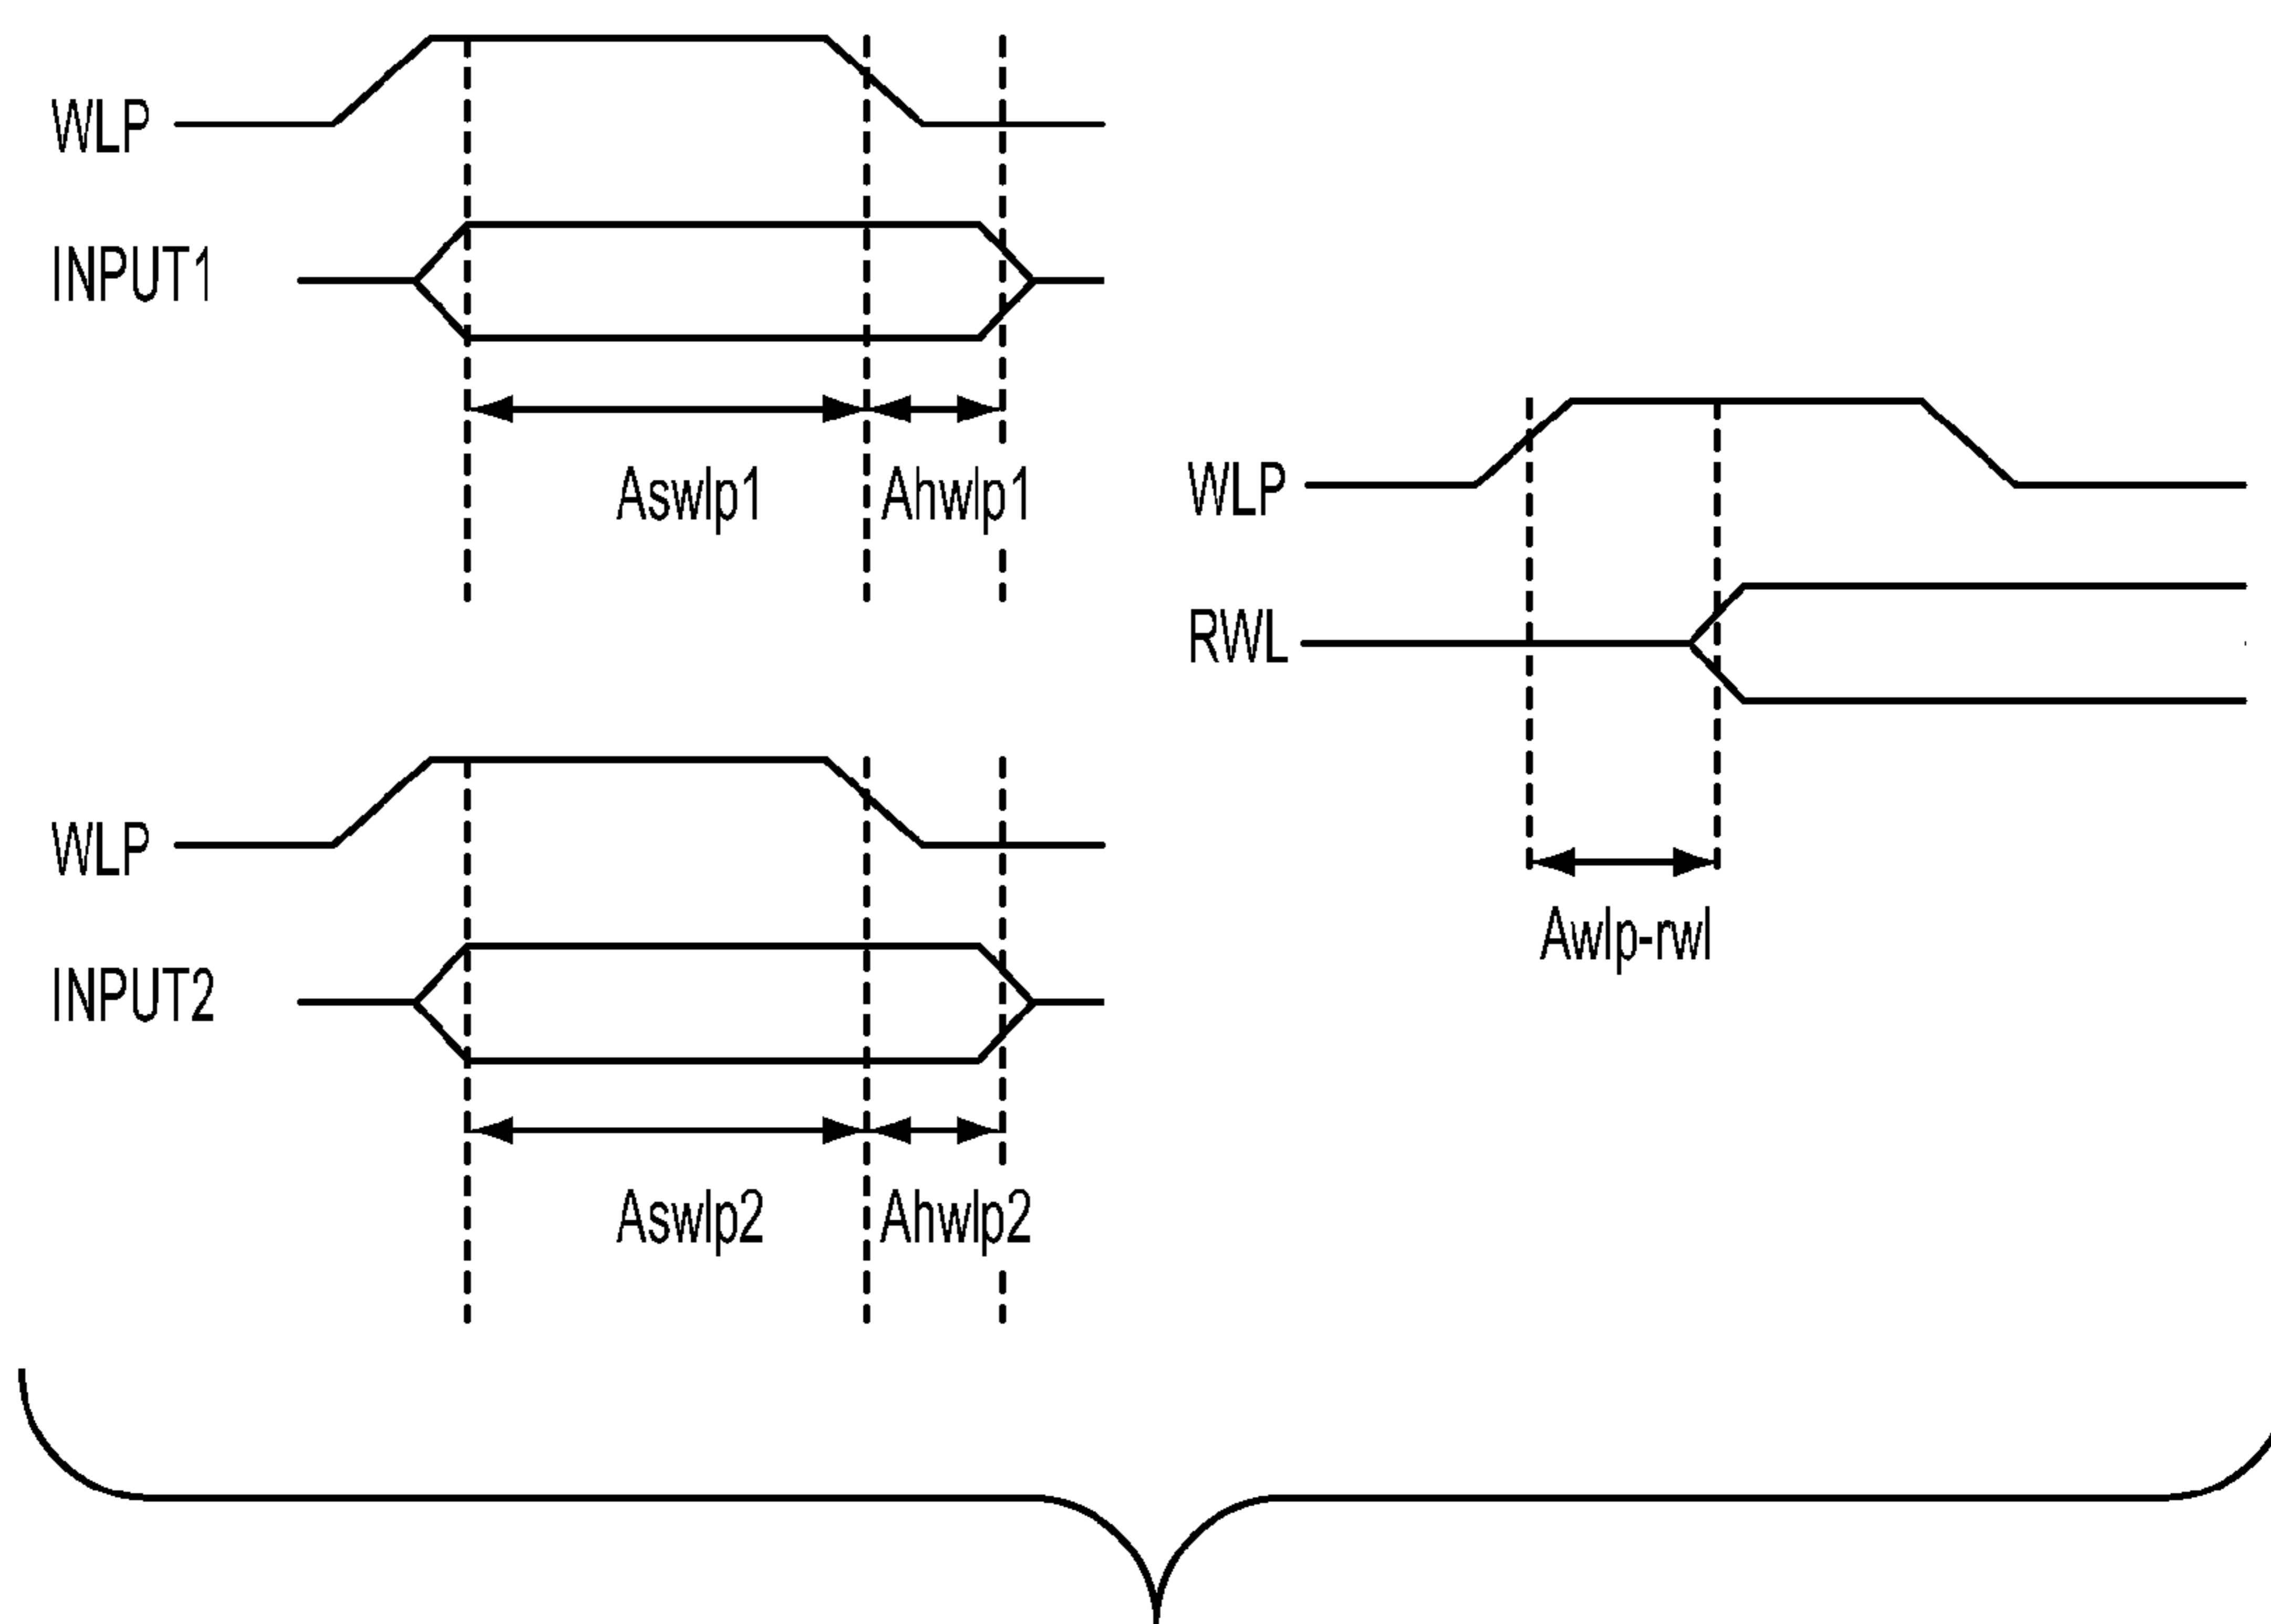 WLP
INPUT1
Aswlp1 Ahwlp1
WLP
INPUT2
Aswlp2 Ahwlp2
WLP
RWL
Awlp-rwl